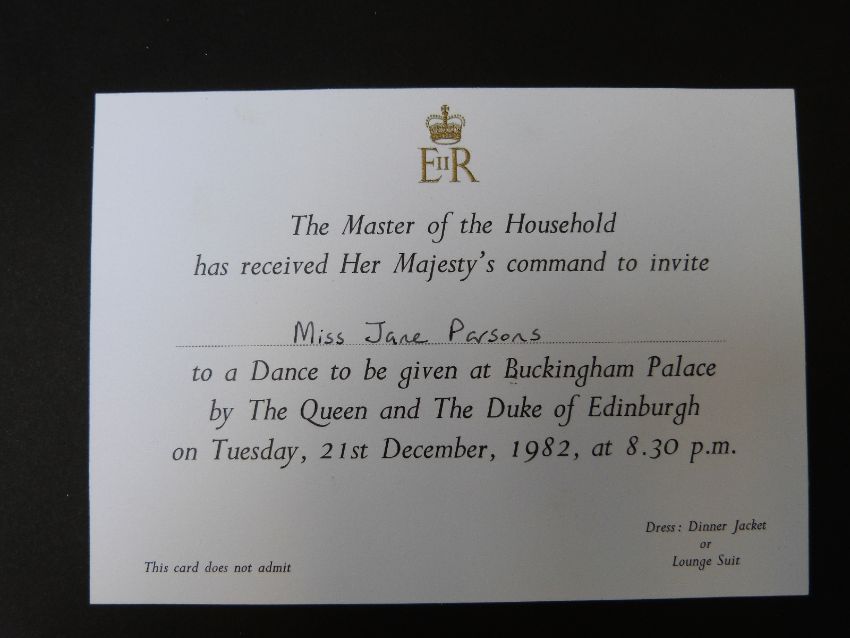 EIIR
The Master of the Household
has received Her Majesty's command to invite
Miss Jane Parsons
to a Dance to be given at Buckingham Palace
by The Queen and The Duke of Edinburgh
on Tuesday, 21st December, 1982, at 8.30 p.m.
Dress: Dinner Jacket
or
Lounge Suit
This card does not admit